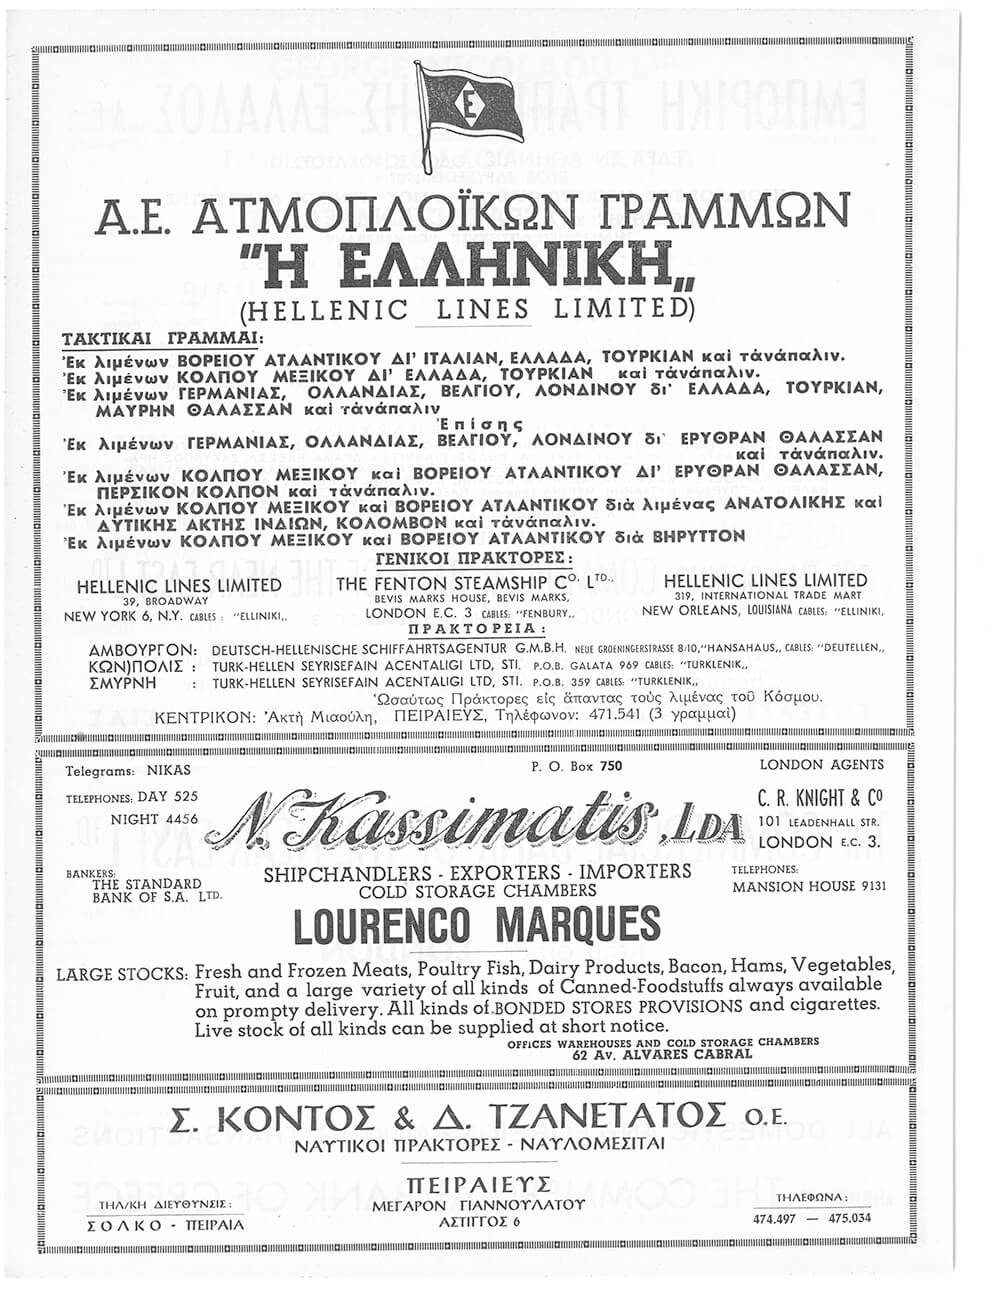 E
Α.Ε. ΑΤΜΟΠΛΟΪΚΩΝ ΓΡΑΜΜΩΝ
"Η ΕΛΛΗΝΙΚΗ„
(HELLENIC LINES LIMITED)
ΤΑΚΤΙΚΑΙ ΓΡΑΜΜΑΙ:
Ἐκ λιμένων ΒΟΡΕΙΟΥ ΑΤΛΑΝΤΙΚΟΥ ΔΙ' ΙΤΑΛΙΑΝ, ΕΛΛΑΔΑ, ΤΟΥΡΚΙΑΝ καί τἀνάπαλιν.
Ἐκ λιμένων ΚΟΛΠΟΥ ΜΕΞΙΚΟΥ ΔΙ' ΕΛΛΑΔΑ, ΤΟΥΡΚΙΑΝ καί τἀνάπαλιν.
Ἐκ λιμένων ΓΕΡΜΑΝΙΑΣ, ΟΛΛΑΝΔΙΑΣ, ΒΕΛΓΙΟΥ, ΛΟΝΔΙΝΟΥ δι' ΕΛΛΑΔΑ, ΤΟΥΡΚΙΑΝ,
ΜΑΥΡΗΝ ΘΑΛΑΣΣΑΝ καί τἀνάπαλιν
Ἐπίσης
Ἐκ λιμένων ΓΕΡΜΑΝΙΑΣ, ΟΛΛΑΝΔΙΑΣ, ΒΕΛΓΙΟΥ, ΛΟΝΔΙΝΟΥ δι' ΕΡΥΘΡΑΝ ΘΑΛΑΣΣΑΝ
καί τἀνάπαλιν.
Ἐκ λιμένων ΚΟΛΠΟΥ ΜΕΞΙΚΟΥ καί ΒΟΡΕΙΟΥ ΑΤΛΑΝΤΙΚΟΥ ΔΙ' ΕΡΥΘΡΑΝ ΘΑΛΑΣΣΑΝ,
ΠΕΡΣΙΚΟΝ ΚΟΛΠΟΝ καί τἀνάπαλιν.
Ἐκ λιμένων ΚΟΛΠΟΥ ΜΕΞΙΚΟΥ καί ΒΟΡΕΙΟΥ ΑΤΛΑΝΤΙΚΟΥ διά λιμένας ΑΝΑΤΟΛΙΚΗΣ καί
ΔΥΤΙΚΗΣ ΑΚΤΗΣ ΙΝΔΙΩΝ, ΚΟΛΟΜΒΟΝ καί τἀνάπαλιν.
Ἐκ λιμένων ΚΟΛΠΟΥ ΜΕΞΙΚΟΥ καί ΒΟΡΕΙΟΥ ΑΤΛΑΝΤΙΚΟΥ διά ΒΗΡΥΤΤΟΝ
ΓΕΝΙΚΟΙ ΠΡΑΚΤΟΡΕΣ:
HELLENIC LINES LIMITED
39, BROADWAY
NEW YORK 6, N.Y. CABLES : "ELLINIKI„
THE FENTON STEAMSHIP Co. LTD.,
BEVIS MARKS HOUSE, BEVIS MARKS,
LONDON E.C. 3 CABLES: "FENBURY„
HELLENIC LINES LIMITED
319, INTERNATIONAL TRADE MART
NEW ORLEANS, LOUISIANA CABLES: "ELLINIKI„
ΠΡΑΚΤΟΡΕΙΑ:
ΑΜΒΟΥΡΓΟΝ: DEUTSCH-HELLENISCHE SCHIFFAHRTSAGENTUR G.M.B.H. NEUE GROENINGERSTRASSE 8/10, "HANSAHAUS„ CABLES: "DEUTELLEN„
ΚΩΝ)ΠΟΛΙΣ : TURK-HELLEN SEYRISEFAIN ACENTALIGI LTD, STI. P.O.B. GALATA 969 CABLES: "TURKLENIK„
ΣΜΥΡΝΗ : TURK-HELLEN SEYRISEFAIN ACENTALIGI LTD, STI. P.O.B. 359 CABLES: "TURKLENIK„
Ὡσαύτως Πράκτορες εἰς ἅπαντας τοὺς λιμένας τοῦ Κόσμου.
ΚΕΝΤΡΙΚΟΝ: Ἀκτὴ Μιαούλη, ΠΕΙΡΑΙΕΥΣ, Τηλέφωνον: 471.541 (3 γραμμαὶ)
Telegrams: NIKAS
P. O. Box 750
LONDON AGENTS
TELEPHONES: DAY 525
NIGHT 4456
N. Kassimatis, LDA
C. R. KNIGHT & Co
101 LEADENHALL STR.
LONDON E.C. 3.
BANKERS:
THE STANDARD
BANK OF S.A. LTD.
SHIPCHANDLERS - EXPORTERS - IMPORTERS
COLD STORAGE CHAMBERS
TELEPHONES:
MANSION HOUSE 9131
LOURENCO MARQUES
LARGE STOCKS: Fresh and Frozen Meats, Poultry Fish, Dairy Products, Bacon, Hams, Vegetables,
Fruit, and a large variety of all kinds of Canned-Foodstuffs always available
on prompty delivery. All kinds of BONDED STORES PROVISIONS and cigarettes.
Live stock of all kinds can be supplied at short notice.
OFFICES WAREHOUSES AND COLD STORAGE CHAMBERS
62 Av. ALVARES CABRAL
Σ. ΚΟΝΤΟΣ & Δ. ΤΖΑΝΕΤΑΤΟΣ Ο.Ε.
ΝΑΥΤΙΚΟΙ ΠΡΑΚΤΟΡΕΣ - ΝΑΥΛΟΜΕΣΙΤΑΙ
ΠΕΙΡΑΙΕΥΣ
ΜΕΓΑΡΟΝ ΓΙΑΝΝΟΥΛΑΤΟΥ
ΑΣΤΙΓΓΟΣ 6
ΤΗΛ/ΚΗ ΔΙΕΥΘΥΝΣΙΣ:
ΣΟΛΚΟ - ΠΕΙΡΑΙΑ
ΤΗΛΕΦΩΝΑ:
474.497 — 475.034